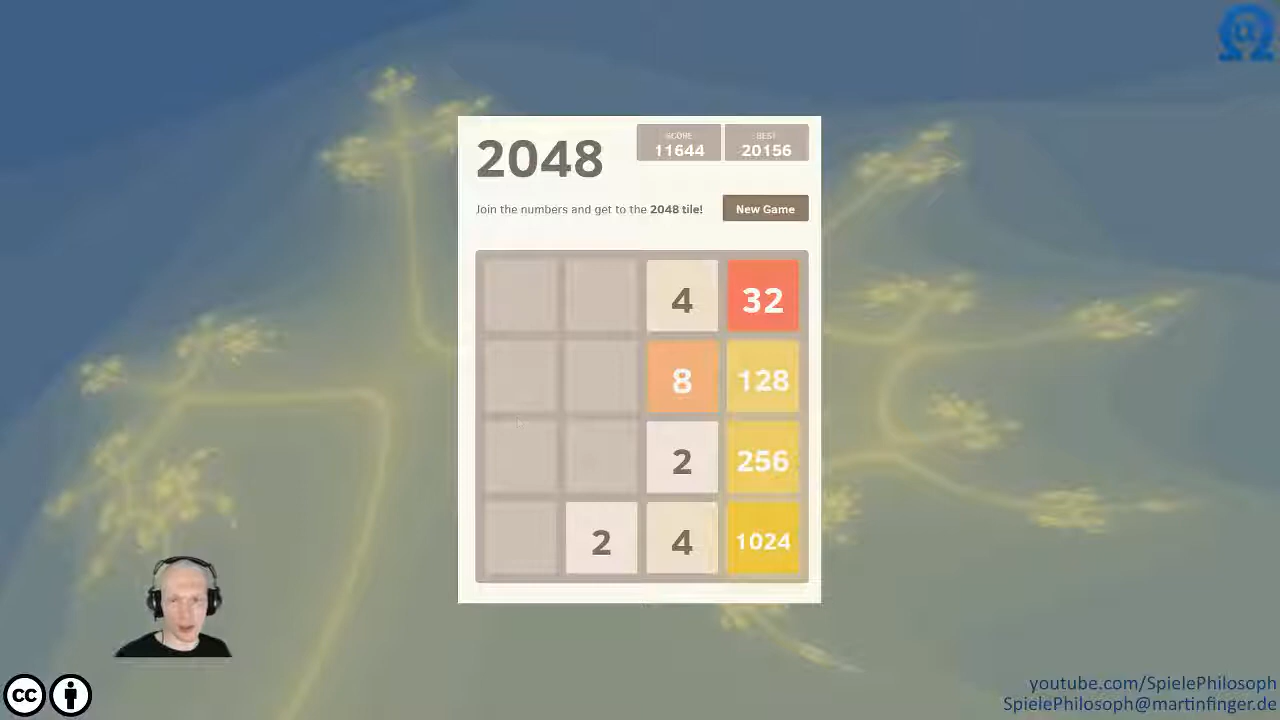 2048
SCORE
11644
BEST
20156
Join the numbers and get to the 2048 tile!
New Game
4 32
8 128
2 256
2 4 1024
cc
youtube.com/SpielePhilosoph
SpielePhilosoph@martinfinger.de